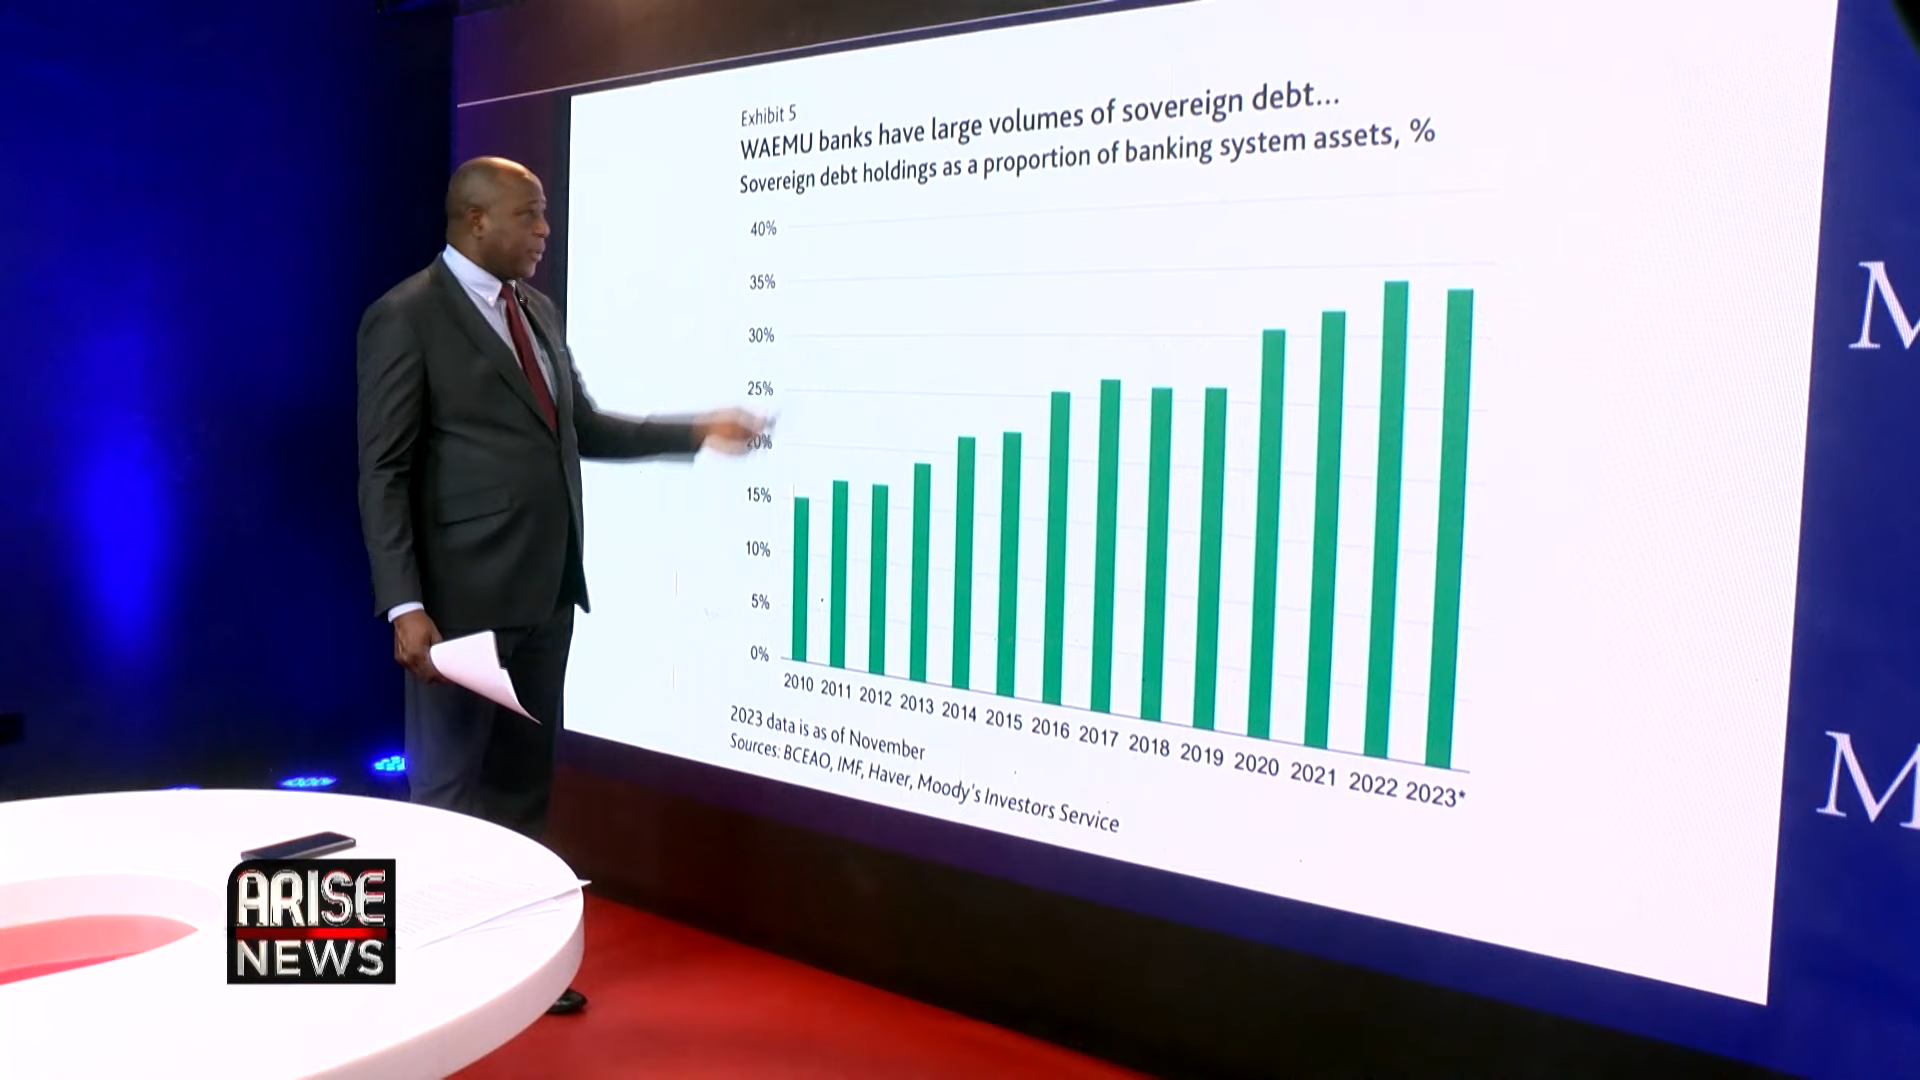 Exhibit 5
WAEMU banks have large volumes of sovereign debt...
Sovereign debt holdings as a proportion of banking system assets, %
40%
35%
30%
25%
20%
15%
10%
5%
0%
2010 2011 2012 2013 2014 2015 2016 2017 2018 2019 2020 2021 2022 2023*
2023 data is as of November
Sources: BCEAO, IMF, Haver, Moody's Investors Service
M
M
ARISE
NEWS